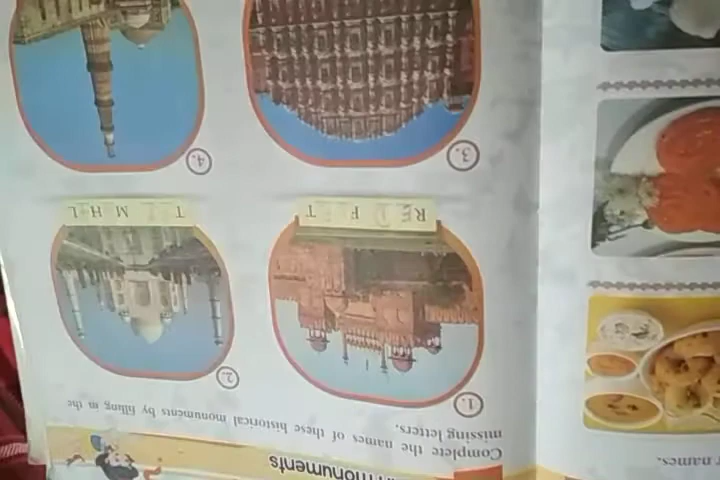 monuments
Complete the names of these historical monuments by filling in the
missing letters.
1.
2.
RE F T
T M H L
3.
4.
names.